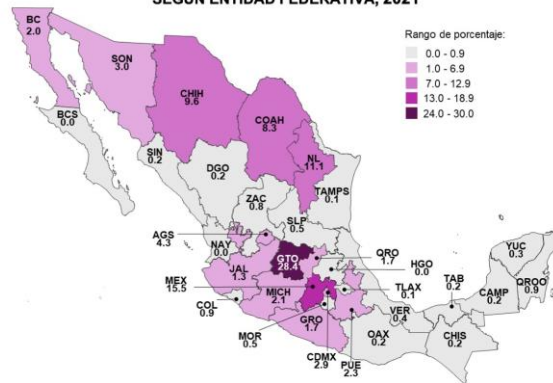 SEGÚN ENTIDAD FEDERATIVA, 2021
Rango de porcentaje:
0.0 - 0.9
1.0 - 6.9
7.0 - 12.9
13.0 - 18.9
24.0 - 30.0
BC
2.0
SON
3.0
CHIH
9.6
COAH
8.3
BCS
0.0
NL
11.1
SIN
0.2
DGO
0.2
TAMPS
0.1
ZAC
0.8
SLP
0.5
AGS
4.3
NAY
0.0
GTO
28.4
QRO
1.7
HGO
0.0
YUC
0.3
JAL
1.3
MEX
15.5
MICH
2.1
TLAX
0.1
TAB
0.2
CAMP
0.2
QROO
0.9
COL
0.9
VER
0.4
GRO
1.7
MOR
0.5
CDMX
2.9
PUE
2.3
OAX
0.2
CHIS
0.2